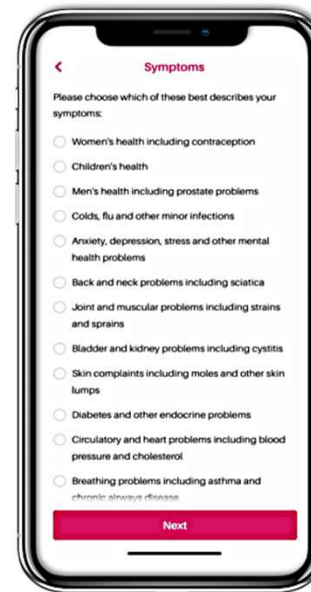 Symptoms
Please choose which of these best describes your
symptoms:
Women's health including contraception
Children's health
Men's health including prostate problems
Colds, flu and other minor infections
Anxiety, depression, stress and other mental
health problems
Back and neck problems including sciatica
Joint and muscular problems including strains
and sprains
Bladder and kidney problems including cystitis
Skin complaints including moles and other skin
lumps
Diabetes and other endocrine problems
Circulatory and heart problems including blood
pressure and cholesterol
Breathing problems including asthma and
chronic airways disease
Next